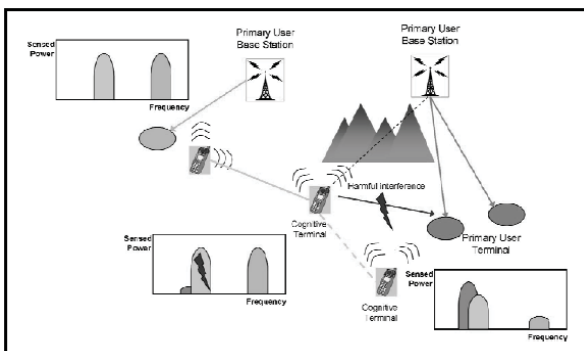 Primary User
Base Station
Primary User
Base Station
Sensed
Power
Frequency
Harmful interference
Cognitive
Terminal
Primary User
Terminal
Sensed
Power
Frequency
Cognitive
Terminal
Sensed
Power
Frequency